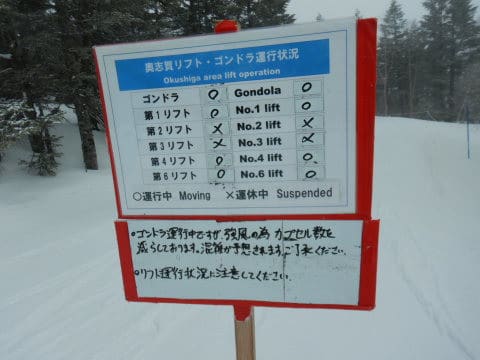 奥志賀リフト・ゴンドラ運行状況
Okushiga area lift operation
ゴンドラ ○ Gondola ○
第1リフト ○ No.1 lift ○
第2リフト × No.2 lift ×
第3リフト × No.3 lift ×
第4リフト ○ No.4 lift ○
第6リフト ○ No.6 lift ○
○運行中 Moving ×運休中 Suspended
•ゴンドラ運行中ですが、強風の為カプセル数を
減らしております。混雑が予想されます。ご了承ください。
•リフト運行状況に注意してください。